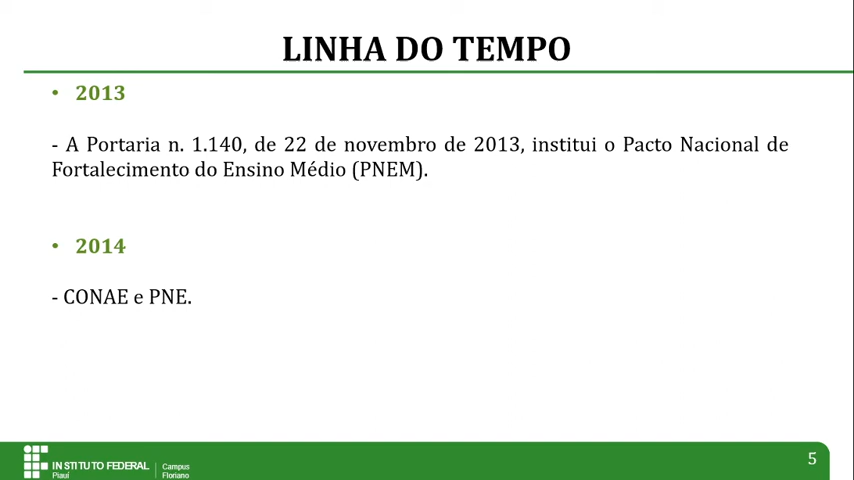 LINHA DO TEMPO
• 2013
- A Portaria n. 1.140, de 22 de novembro de 2013, institui o Pacto Nacional de
Fortalecimento do Ensino Médio (PNEM).
• 2014
- CONAE e PNE.
INSTITUTO FEDERAL
Piauí
Campus
Floriano
5